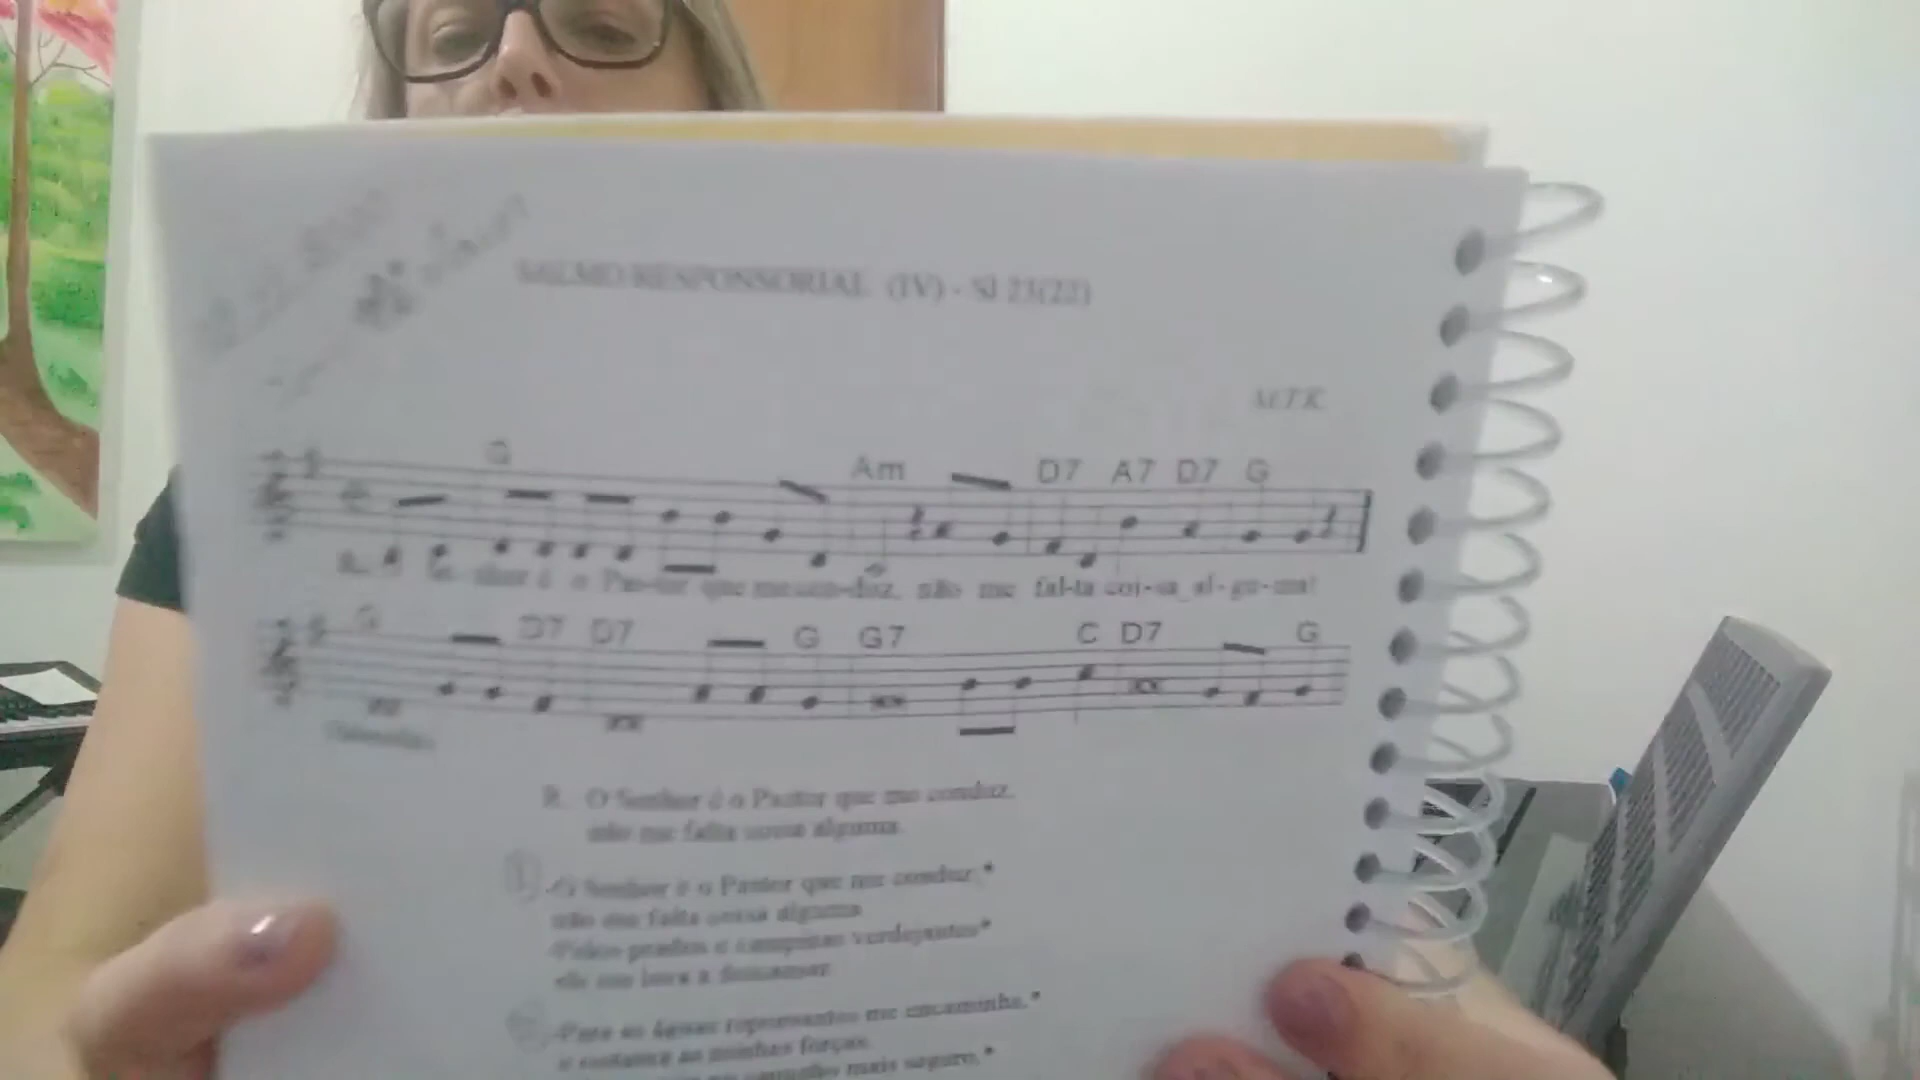 SALMO RESPONSORIAL (IV) - Sl 23(22)
M.T.K.
G Am D7 A7 D7 G
R. O Se-nhor é o Pas-tor que me con-duz, não me fal-ta coi-sa al-gu-ma!
G D7 D7 G G7 C D7 G
R. O Senhor é o Pastor que me conduz,
não me falta coisa alguma.
1 -O Senhor é o Pastor que me conduz;*
não me falta coisa alguma.
-Pelos prados e campinas verdejantes*
ele me leva a descansar.
-Para as águas repousantes me encaminha,*
e restaura as minhas forças.
mais seguro,*